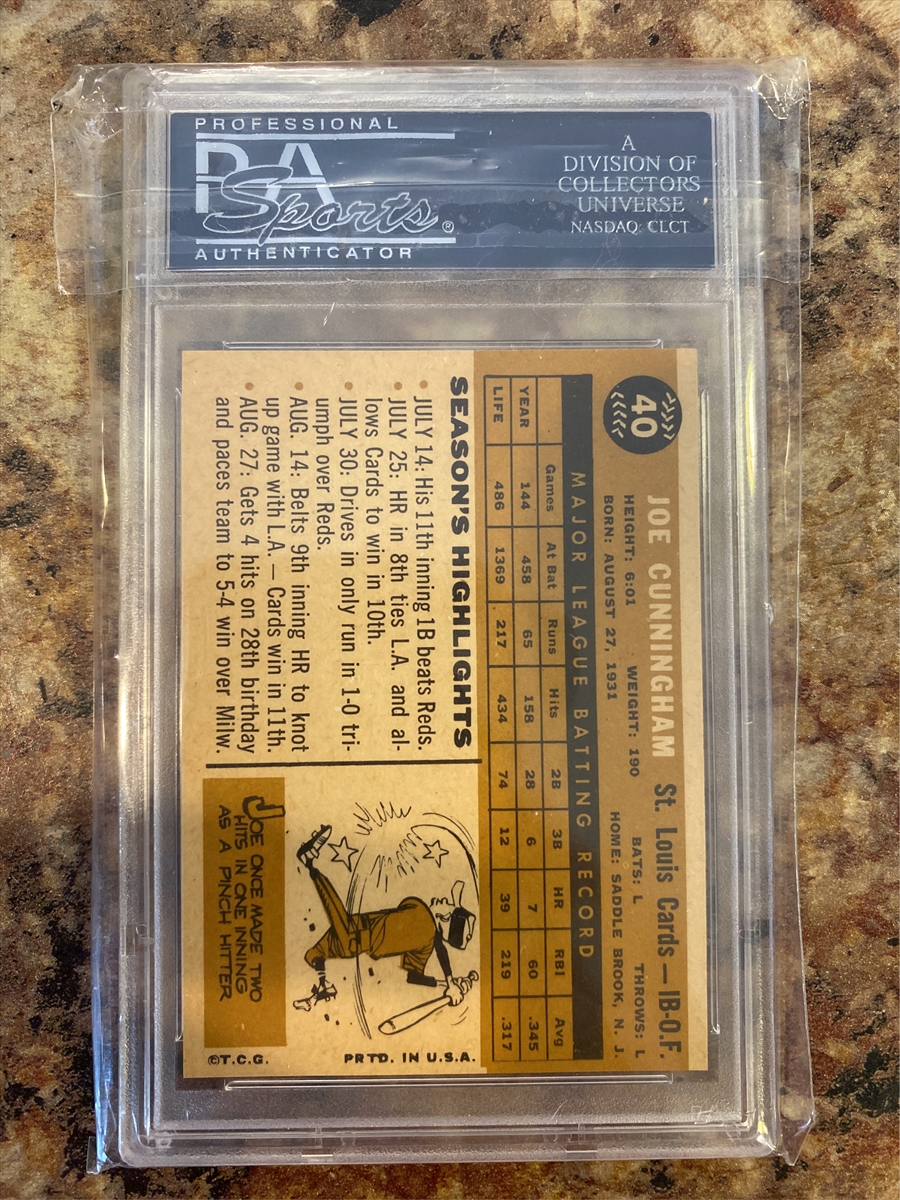 PROFESSIONAL
PSA
Sports®
AUTHENTICATOR
A
DIVISION OF
COLLECTORS
UNIVERSE
NASDAQ: CLCT
40
JOE CUNNINGHAM St. Louis Cards — 1B-O.F.
HEIGHT: 6:01 WEIGHT: 190 BATS: L THROWS: L
BORN: AUGUST 27, 1931 HOME: SADDLE BROOK, N. J.
MAJOR LEAGUE BATTING RECORD
Games At Bat Runs Hits 2B 3B HR RBI Avg
YEAR 144 458 65 158 28 6 7 60 .345
LIFE 486 1369 217 434 74 12 39 219 .317
SEASON'S HIGHLIGHTS
• JULY 14: His 11th inning 1B beats Reds.
• JULY 25: HR in 8th ties L.A. and al-
lows Cards to win in 10th.
• JULY 30: Drives in only run in 1-0 tri-
umph over Reds.
• AUG. 14: Belts 9th inning HR to knot
up game with L.A. — Cards win in 11th.
• AUG. 27: Gets 4 hits on 28th birthday
and paces team to 5-4 win over Milw.
JOE ONCE MADE TWO
HITS IN ONE INNING
AS A PINCH HITTER
©T.C.G. PRTD. IN U.S.A.